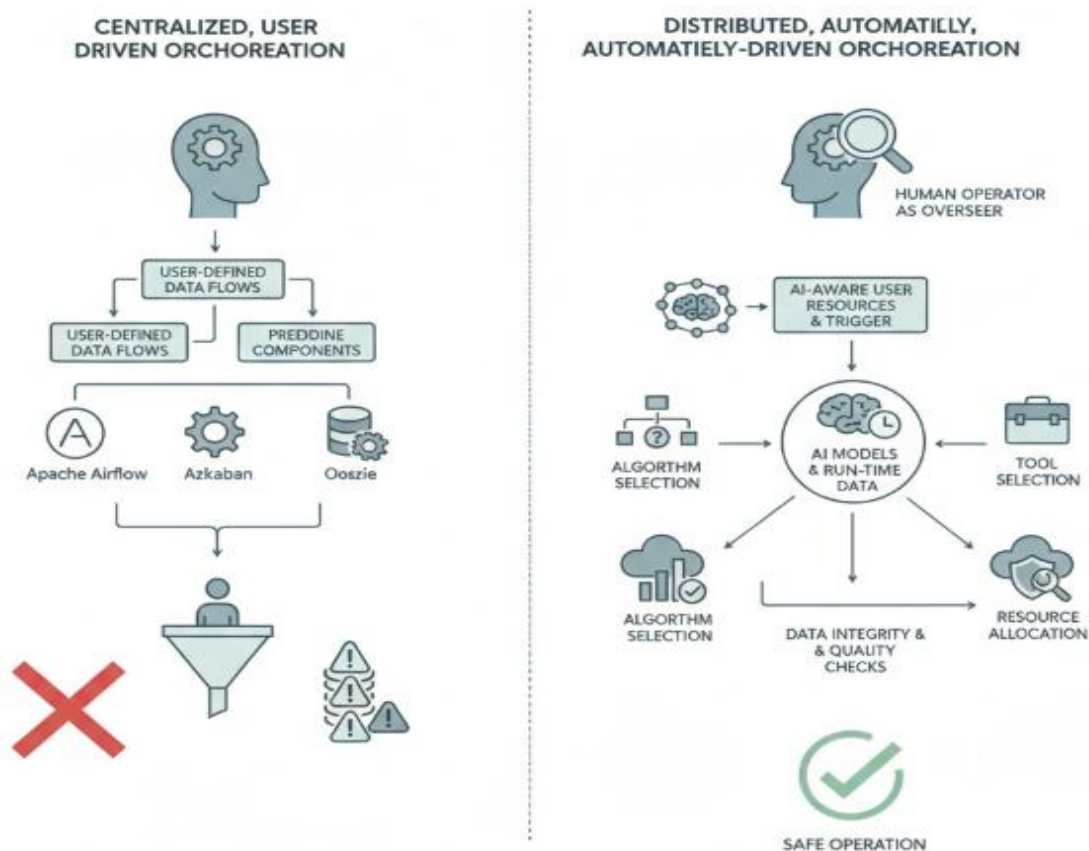 CENTRALIZED, USER
DRIVEN ORCHOREATION
USER-DEFINED
DATA FLOWS
USER-DEFINED
DATA FLOWS
PREDDINE
COMPONENTS
Apache Airflow
Azkaban
Ooszie
DISTRIBUTED, AUTOMATILLY,
AUTOMATIELY-DRIVEN ORCHOREATION
HUMAN OPERATOR
AS OVERSEER
AI-AWARE USER
RESOURCES
& TRIGGER
ALGORTHM
SELECTION
AI MODELS
& RUN-TIME
DATA
TOOL
SELECTION
ALGORTHM
SELECTION
DATA INTEGRITY &
& QUALITY
CHECKS
RESOURCE
ALLOCATION
SAFE OPERATION